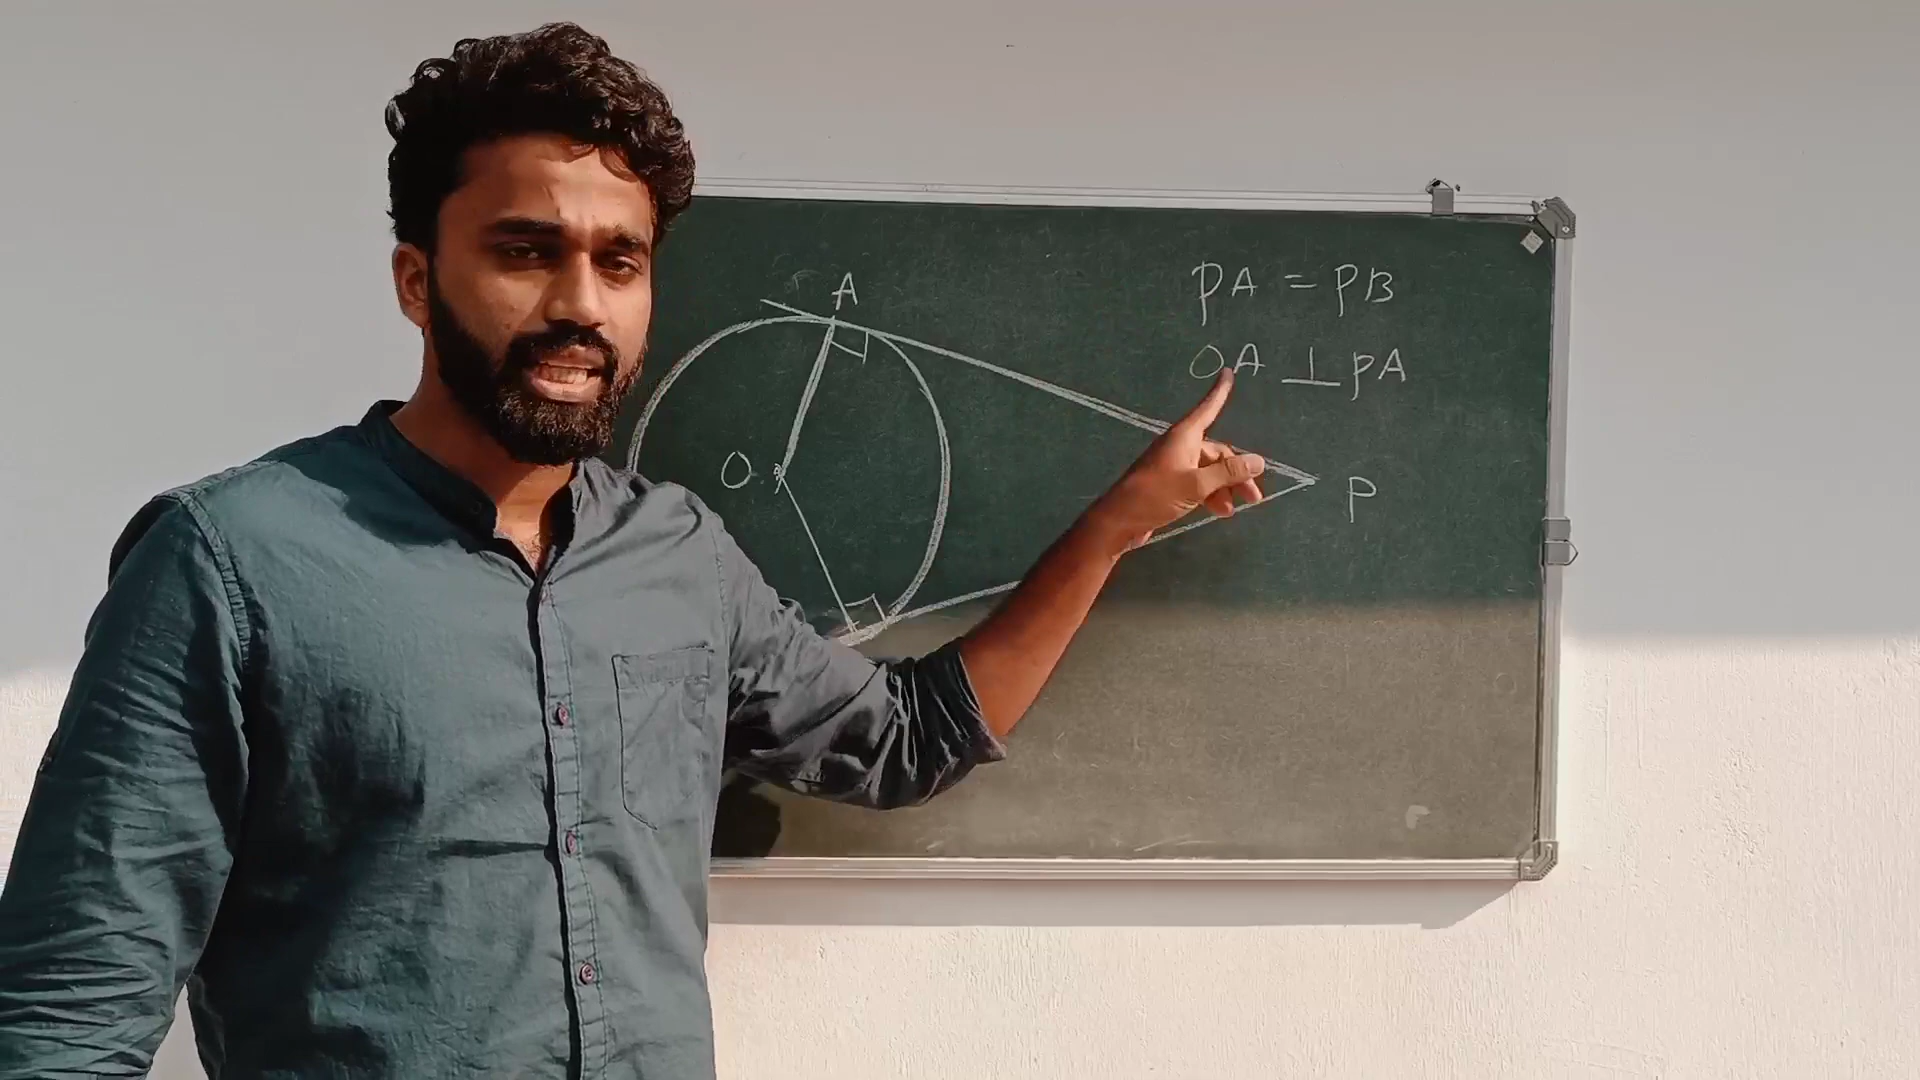 A
PA = PB
OA ⊥ PA
O
P